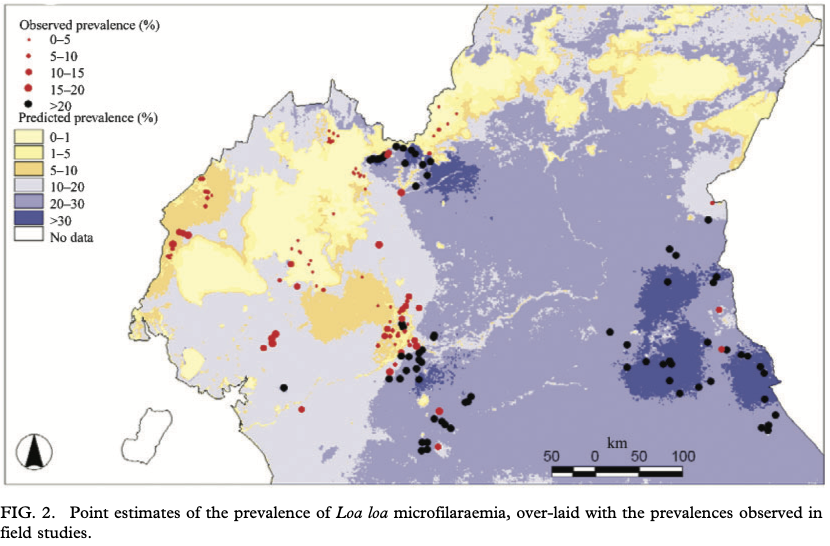 Observed prevalence (%)
0–5
5–10
10–15
15–20
>20
Predicted prevalence (%)
0–1
1–5
5–10
10–20
20–30
>30
No data
km
50 0 50 100
FIG. 2. Point estimates of the prevalence of Loa loa microfilaraemia, over-laid with the prevalences observed in
field studies.